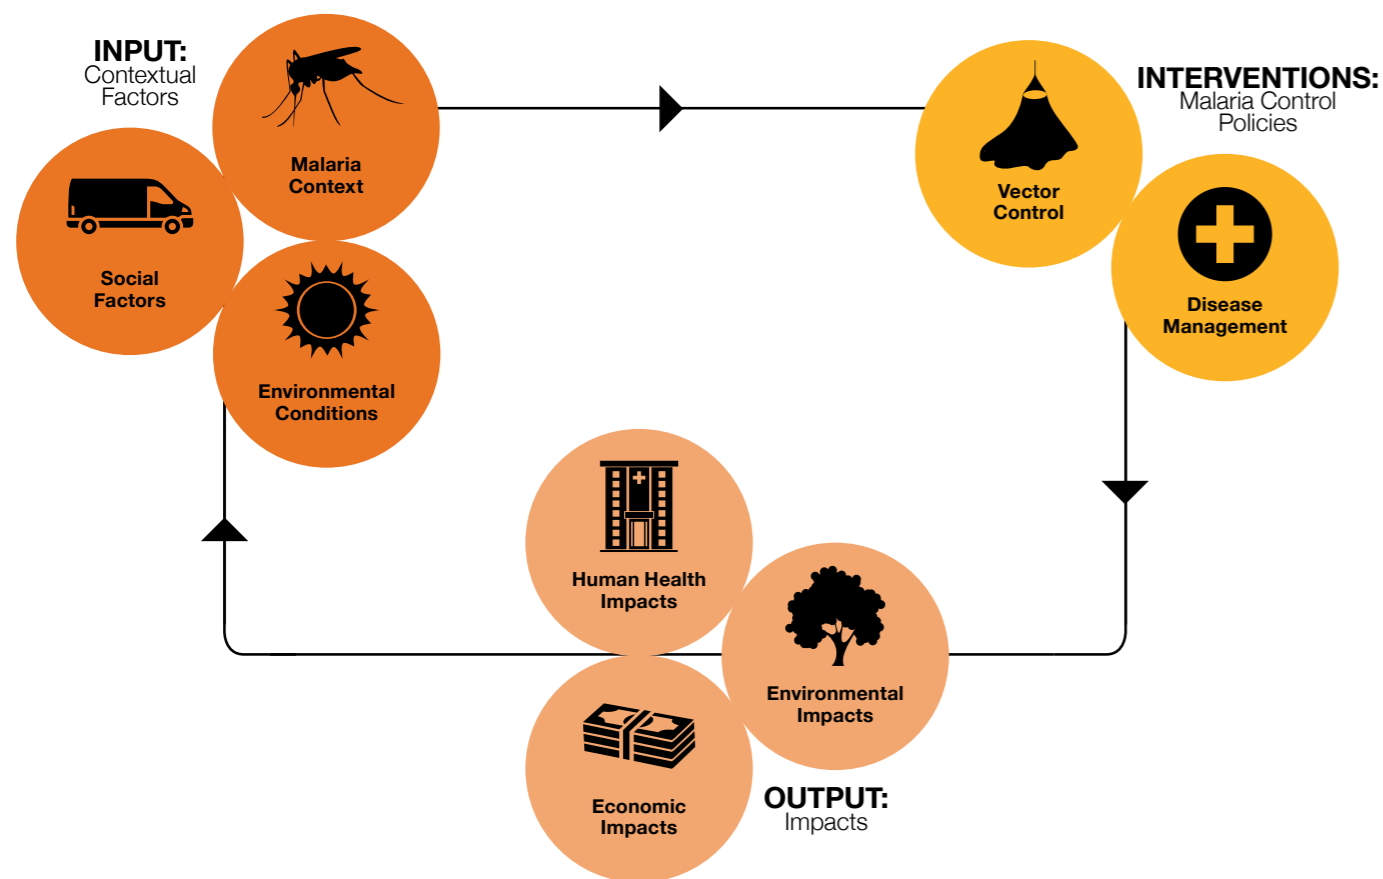 INPUT:
Contextual
Factors
Malaria
Context
Social
Factors
Environmental
Conditions
INTERVENTIONS:
Malaria Control
Policies
Vector
Control
Disease
Management
Human Health
Impacts
Environmental
Impacts
Economic
Impacts
OUTPUT:
Impacts